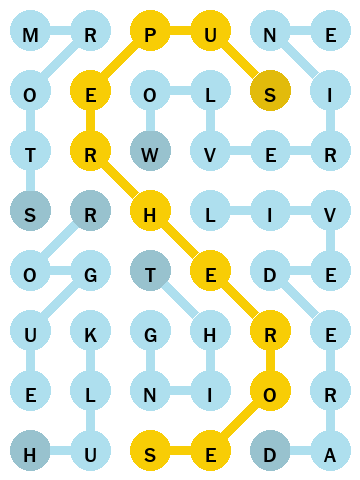 M R P U N E
O E O L S I
T R W V E R
S R H L I V
O G T E D E
U K G H R E
E L N I O R
H U S E D A